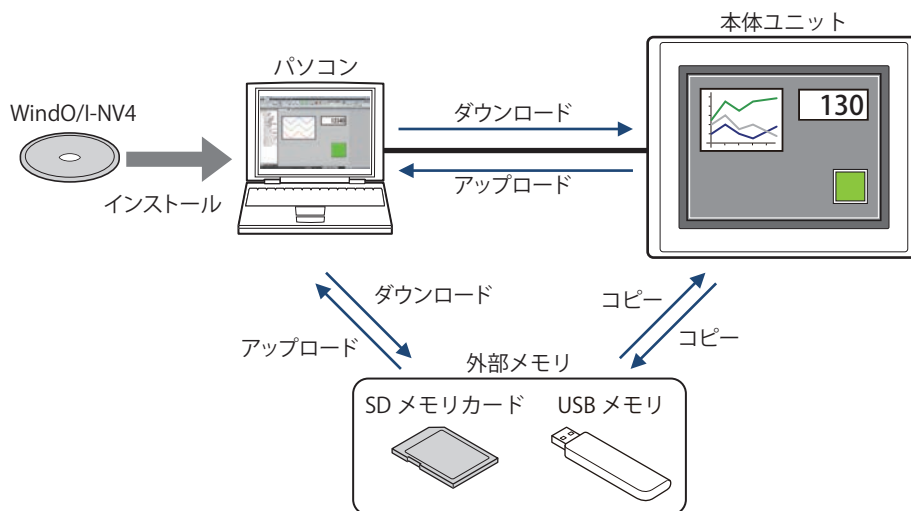 本体ユニット
パソコン
WindO/I-NV4
ダウンロード
130
アップロード
インストール
ダウンロード
コピー
アップロード
コピー
外部メモリ
SD メモリカード
USB メモリ